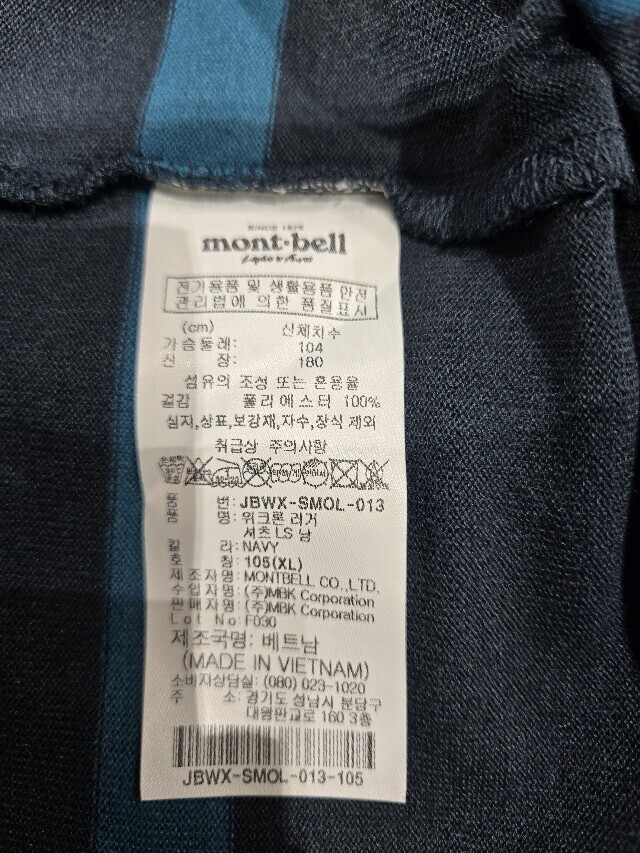 SINCE 1975
mont·bell
전기용품 및 생활용품 안전
관리법에 의한 품질표시
(cm) 신체치수
가슴둘레: 104
신 장: 180
섬유의 조성 또는 혼용율
겉감 폴리에스터 100%
심지,상표,보강재,자수,장식 제외
취급상 주의사항
품 번: JBWX-SMOL-013
품 명: 위크론 러거
셔츠 LS 남
칼 라: NAVY
호 칭: 105(XL)
제조자명: MONTBELL CO.,LTD.
수입자명: (주)MBK Corporation
판매자명: (주)MBK Corporation
Lot No: F030
제조국명: 베트남
(MADE IN VIETNAM)
소비자상담실: (080) 023-1020
주 소: 경기도 성남시 분당구
대왕판교로 160 3층
JBWX-SMOL-013-105